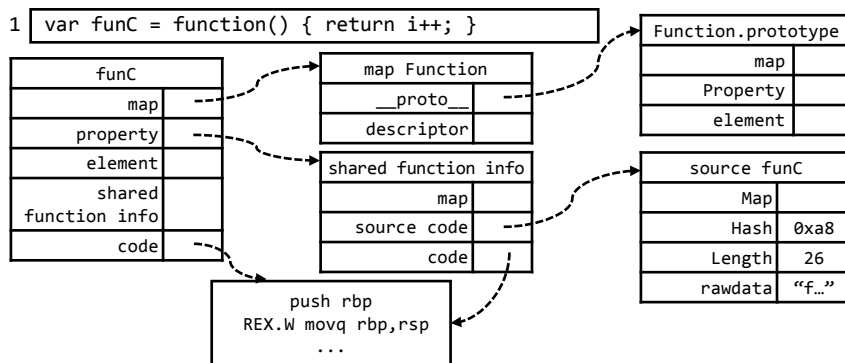 1 var funC = function() { return i++; }
funC
map
property
element
shared
function info
code
map Function
__proto__
descriptor
shared function info
map
source code
code
push rbp
REX.W movq rbp,rsp
...
Function.prototype
map
Property
element
source funC
Map
Hash 0xa8
Length 26
rawdata “f…”